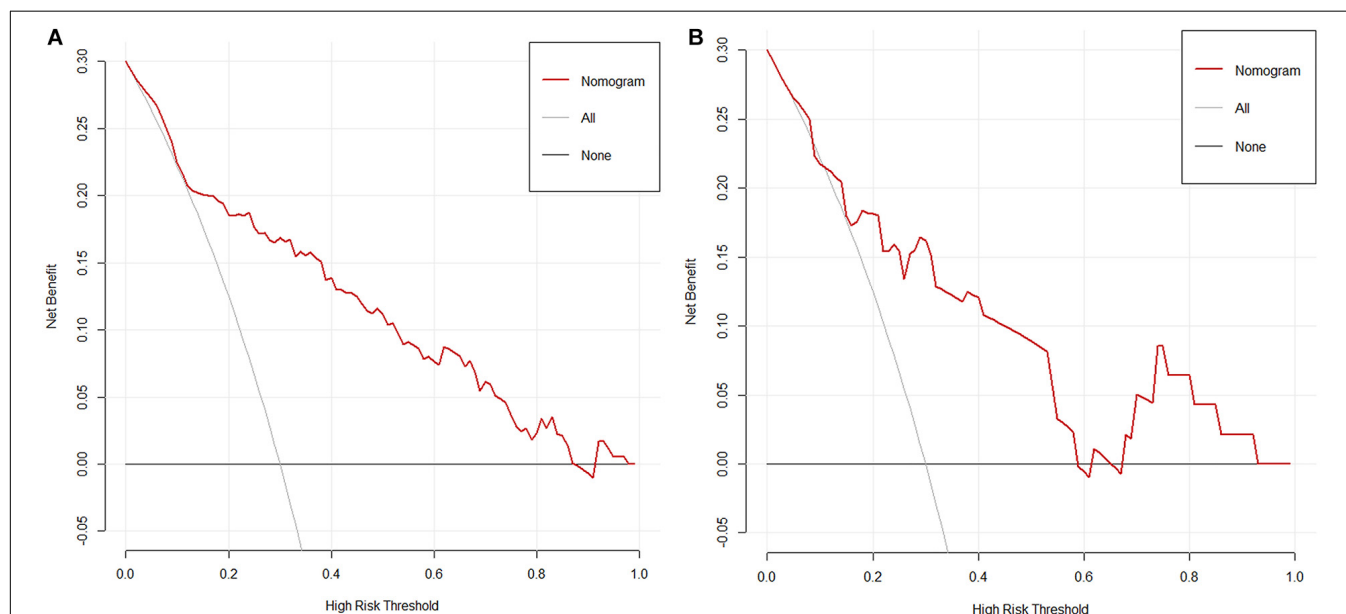 A
Nomogram
All
None
0.30
0.25
0.20
0.15
0.10
0.05
0.00
-0.05
Net Benefit
0.0 0.2 0.4 0.6 0.8 1.0
High Risk Threshold
B
Nomogram
All
None
0.30
0.25
0.20
0.15
0.10
0.05
0.00
-0.05
Net Benefit
0.0 0.2 0.4 0.6 0.8 1.0
High Risk Threshold